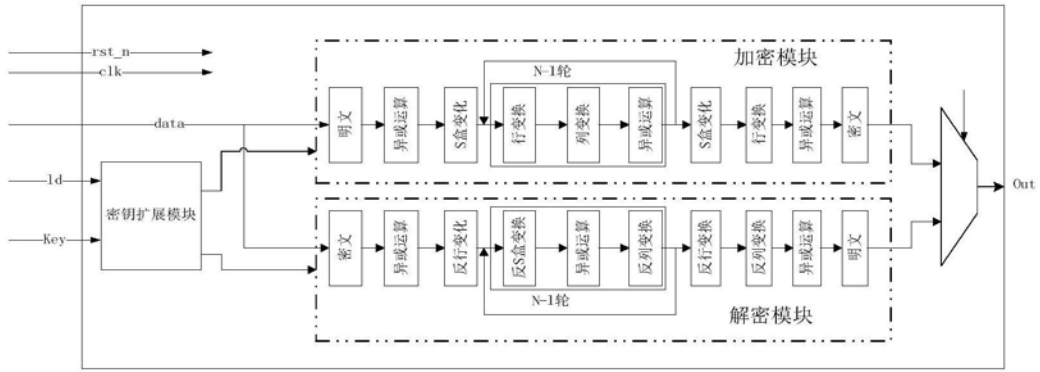 rst_n
clk
data
ld
Key
密钥扩展模块
加密模块
N-1轮
明文
异或运算
S盒变化
行变换
列变换
异或运算
S盒变化
行变换
异或运算
密文
Out
密文
异或运算
反行变化
反S盒变换
异或运算
反列变换
反行变换
反列变换
异或运算
明文
N-1轮
解密模块